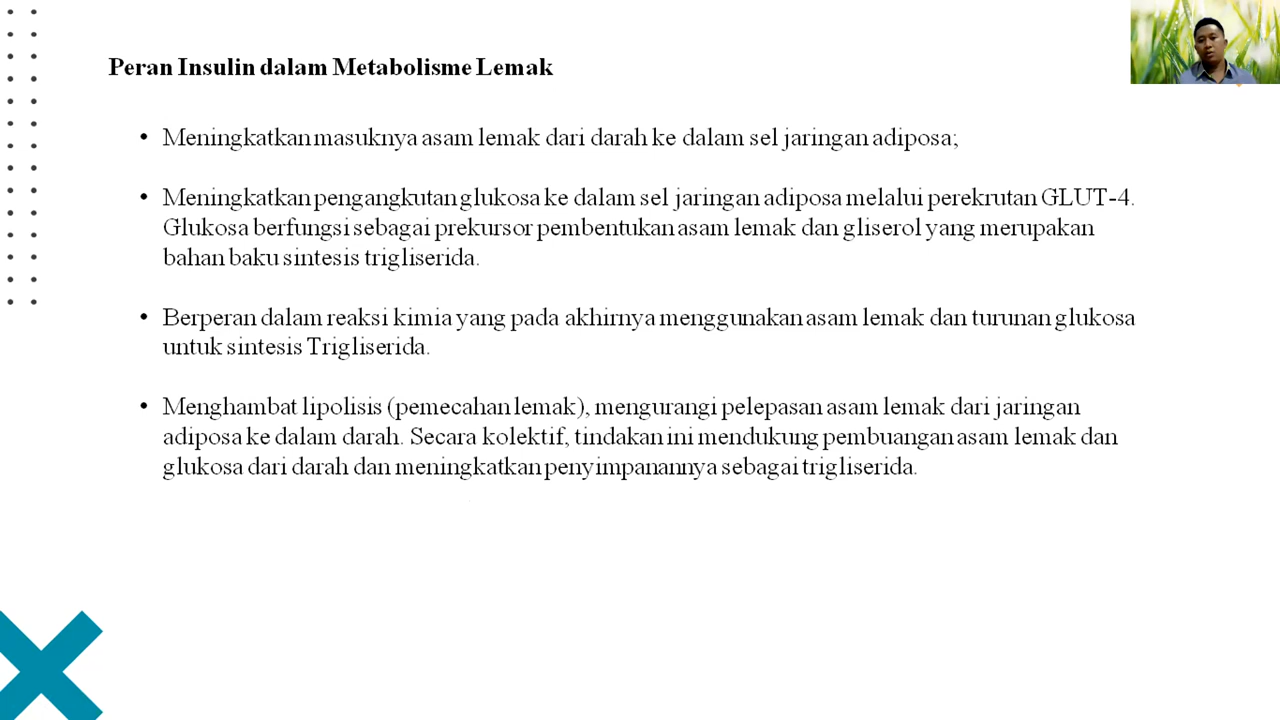 Peran Insulin dalam Metabolisme Lemak
• Meningkatkan masuknya asam lemak dari darah ke dalam sel jaringan adiposa;
• Meningkatkan pengangkutan glukosa ke dalam sel jaringan adiposa melalui perekrutan GLUT-4.
Glukosa berfungsi sebagai prekursor pembentukan asam lemak dan gliserol yang merupakan
bahan baku sintesis trigliserida.
• Berperan dalam reaksi kimia yang pada akhirnya menggunakan asam lemak dan turunan glukosa
untuk sintesis Trigliserida.
• Menghambat lipolisis (pemecahan lemak), mengurangi pelepasan asam lemak dari jaringan
adiposa ke dalam darah. Secara kolektif, tindakan ini mendukung pembuangan asam lemak dan
glukosa dari darah dan meningkatkan penyimpanannya sebagai trigliserida.